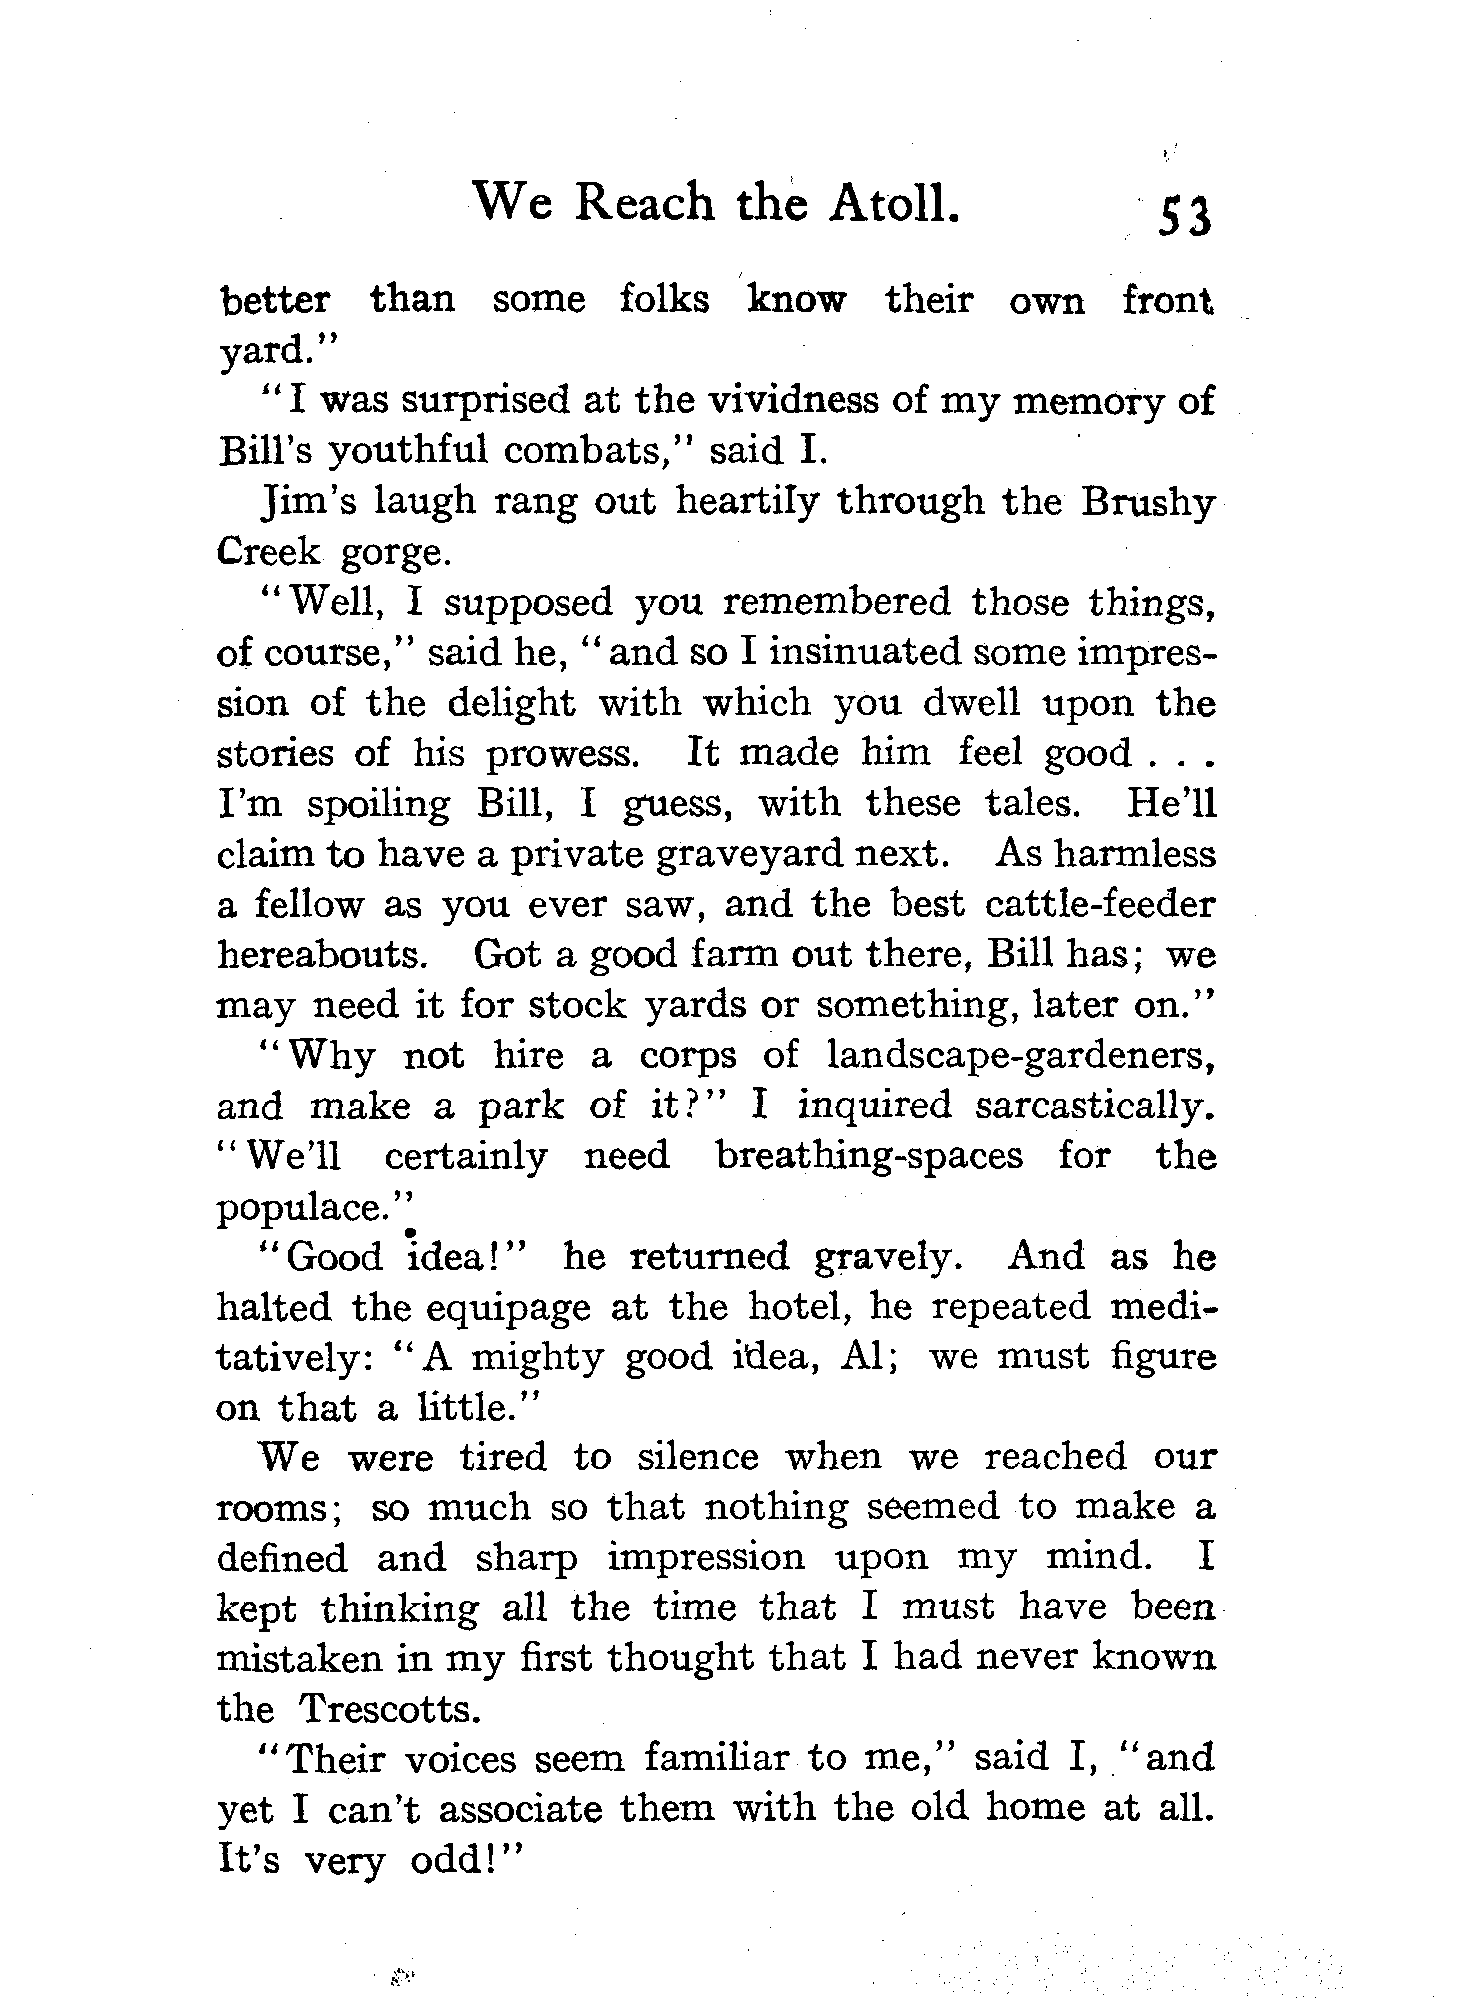 We Reach the Atoll. 53
better than some folks know their own front
yard."
"I was surprised at the vividness of my memory of
Bill's youthful combats," said I.
Jim's laugh rang out heartily through the Brushy
Creek gorge.
"Well, I supposed you remembered those things,
of course," said he, "and so I insinuated some impres-
sion of the delight with which you dwell upon the
stories of his prowess. It made him feel good . . .
I'm spoiling Bill, I guess, with these tales. He'll
claim to have a private graveyard next. As harmless
a fellow as you ever saw, and the best cattle-feeder
hereabouts. Got a good farm out there, Bill has; we
may need it for stock yards or something, later on."
"Why not hire a corps of landscape-gardeners,
and make a park of it?" I inquired sarcastically.
"We'll certainly need breathing-spaces for the
populace."
"Good idea!" he returned gravely. And as he
halted the equipage at the hotel, he repeated medi-
tatively: "A mighty good idea, Al; we must figure
on that a little."
We were tired to silence when we reached our
rooms; so much so that nothing seemed to make a
defined and sharp impression upon my mind. I
kept thinking all the time that I must have been
mistaken in my first thought that I had never known
the Trescotts.
"Their voices seem familiar to me," said I, "and
yet I can't associate them with the old home at all.
It's very odd!"